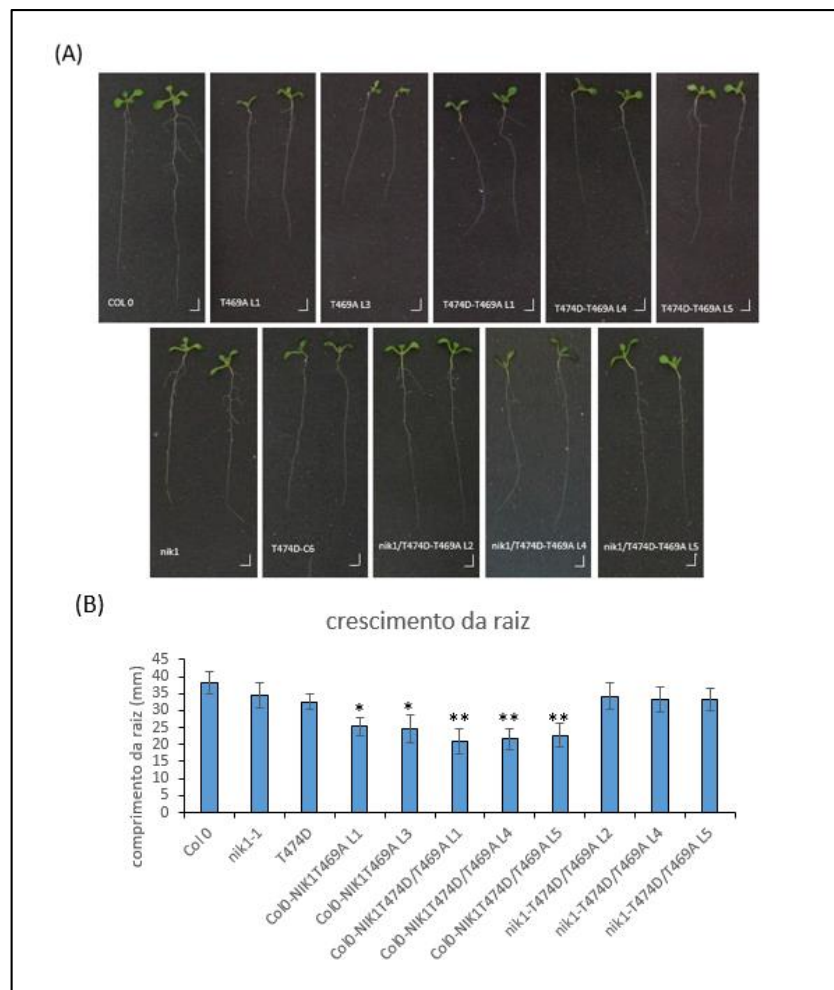 (A)
COL 0
T469A L1
T469A L3
T474D-T469A L1
T474D-T469A L4
T474D-T469A L5
nik1
T474D-C6
nik1/T474D-T469A L2
nik1/T474D-T469A L4
nik1/T474D-T469A L5
(B)
crescimento da raiz
comprimento da raiz (mm)
45
40
35
30
25
20
15
10
5
0
*
*
**
**
**
Col 0
nik1-1
T474D
Col0-NIK1T469A L1
Col0-NIK1T469A L3
Col0-NIK1T474D/T469A L1
Col0-NIK1T474D/T469A L4
Col0-NIK1T474D/T469A L5
nik1-T474D/T469A L2
nik1-T474D/T469A L4
nik1-T474D/T469A L5